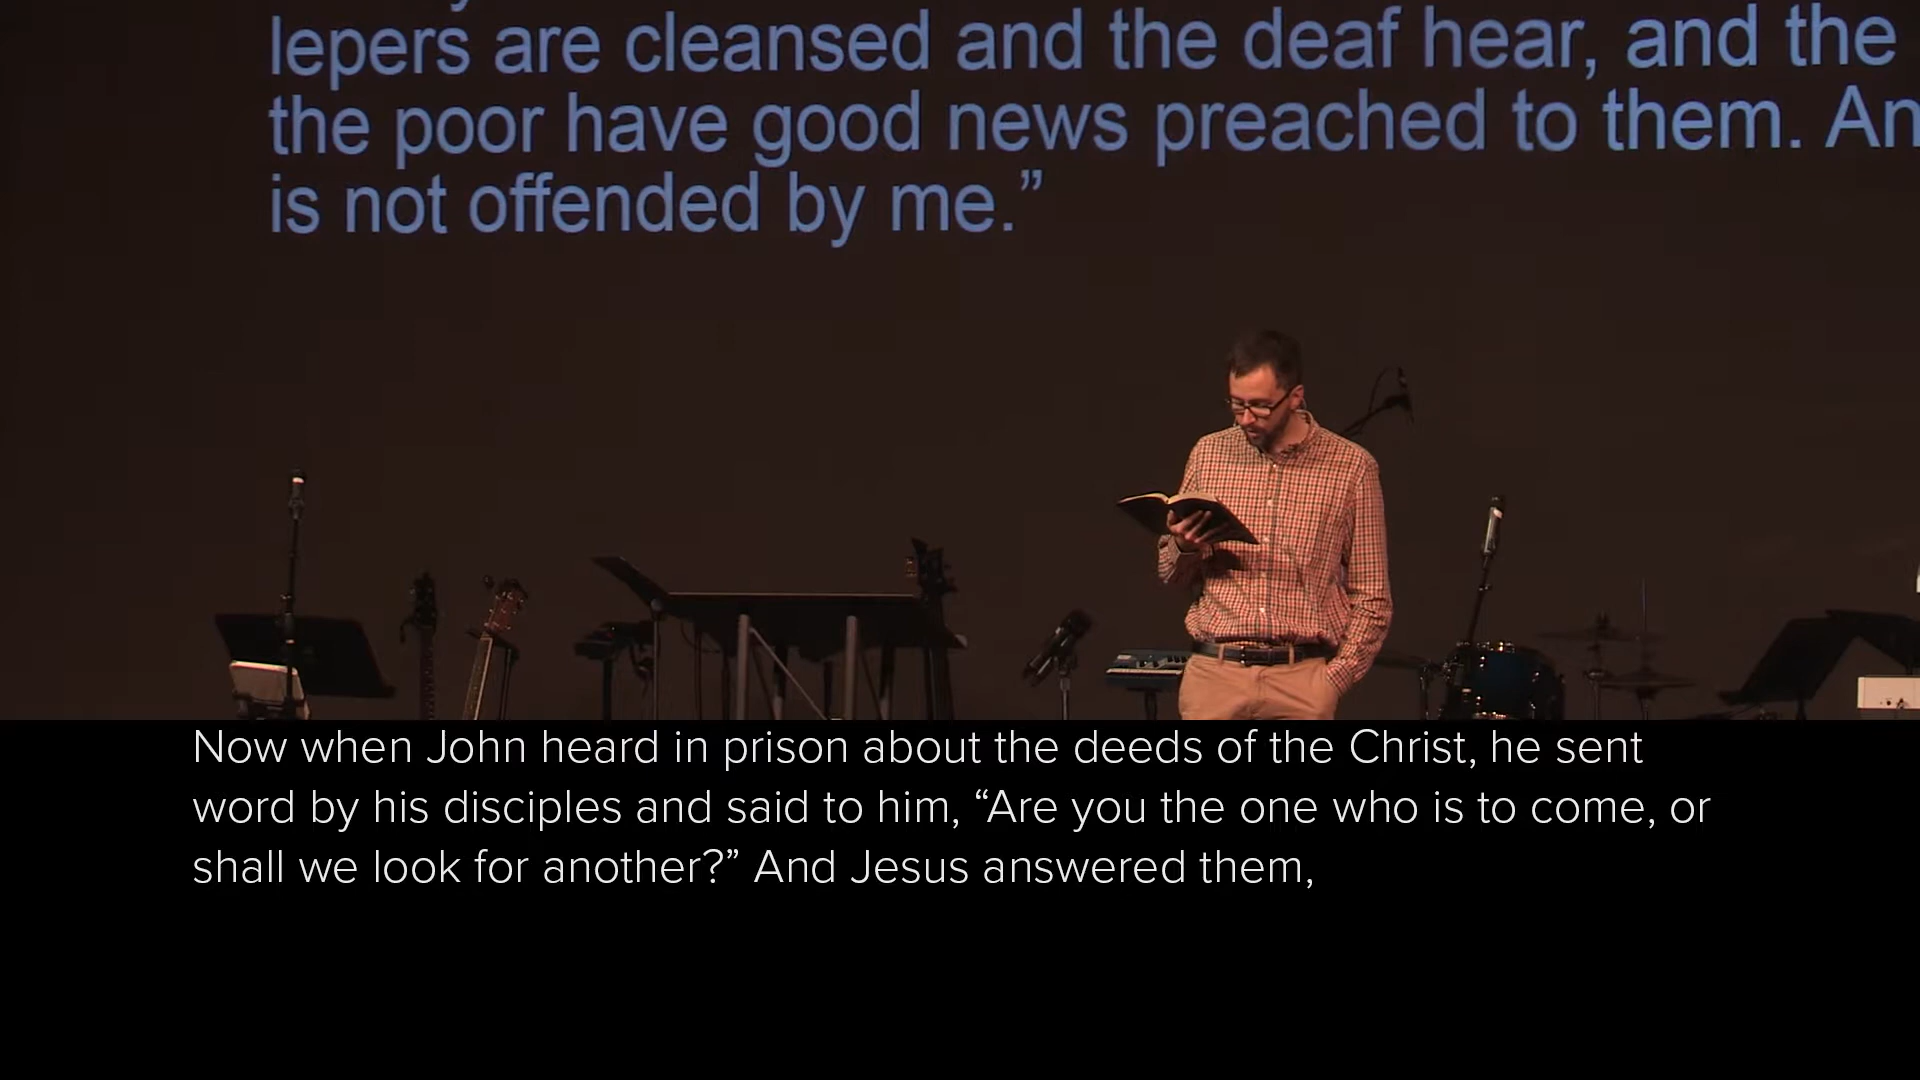 lepers are cleansed and the deaf hear, and the
the poor have good news preached to them. An
is not offended by me.”
Now when John heard in prison about the deeds of the Christ, he sent
word by his disciples and said to him, “Are you the one who is to come, or
shall we look for another?” And Jesus answered them,